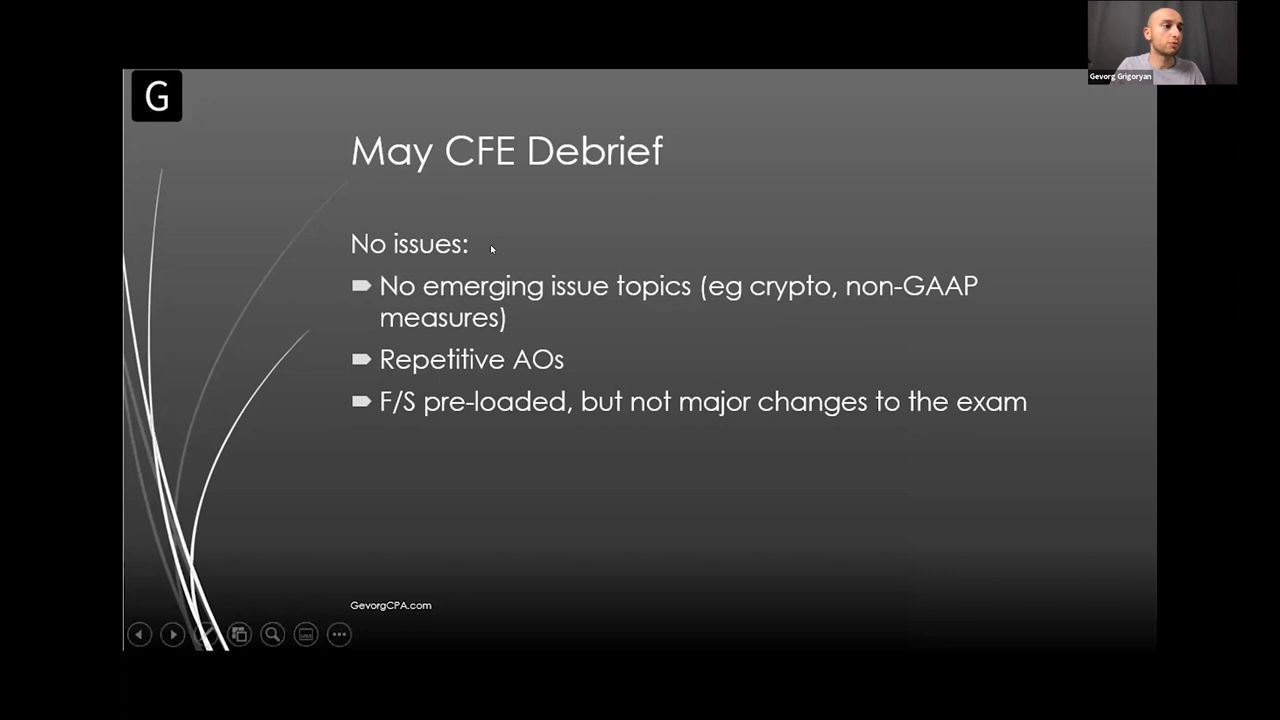 Gevorg Grigoryan
G
May CFE Debrief
No issues:
No emerging issue topics (eg crypto, non-GAAP
measures)
Repetitive AOs
F/S pre-loaded, but not major changes to the exam
GevorgCPA.com